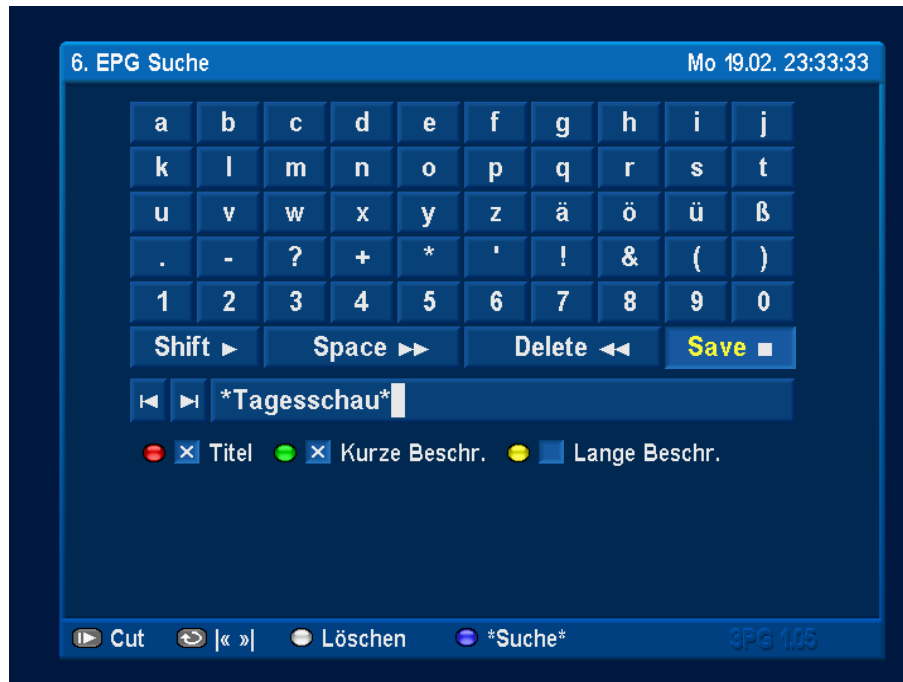 6. EPG Suche Mo 19.02. 23:33:33
a b c d e f g h i j
k l m n o p q r s t
u v w x y z ä ö ü ß
. - ? + * ' ! & ( )
1 2 3 4 5 6 7 8 9 0
Shift ► Space ►► Delete ◄◄ Save ■
|◄ ►| *Tagesschau*
Titel Kurze Beschr. Lange Beschr.
Cut |« »| Löschen *Suche* 3PG 1.05